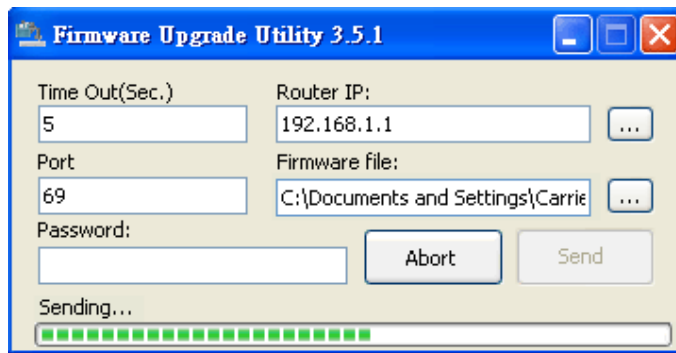 Firmware Upgrade Utility 3.5.1
Time Out(Sec.) Router IP:
5 192.168.1.1 ...
Port Firmware file:
69 C:\Documents and Settings\Carrie ...
Password:
Abort Send
Sending...